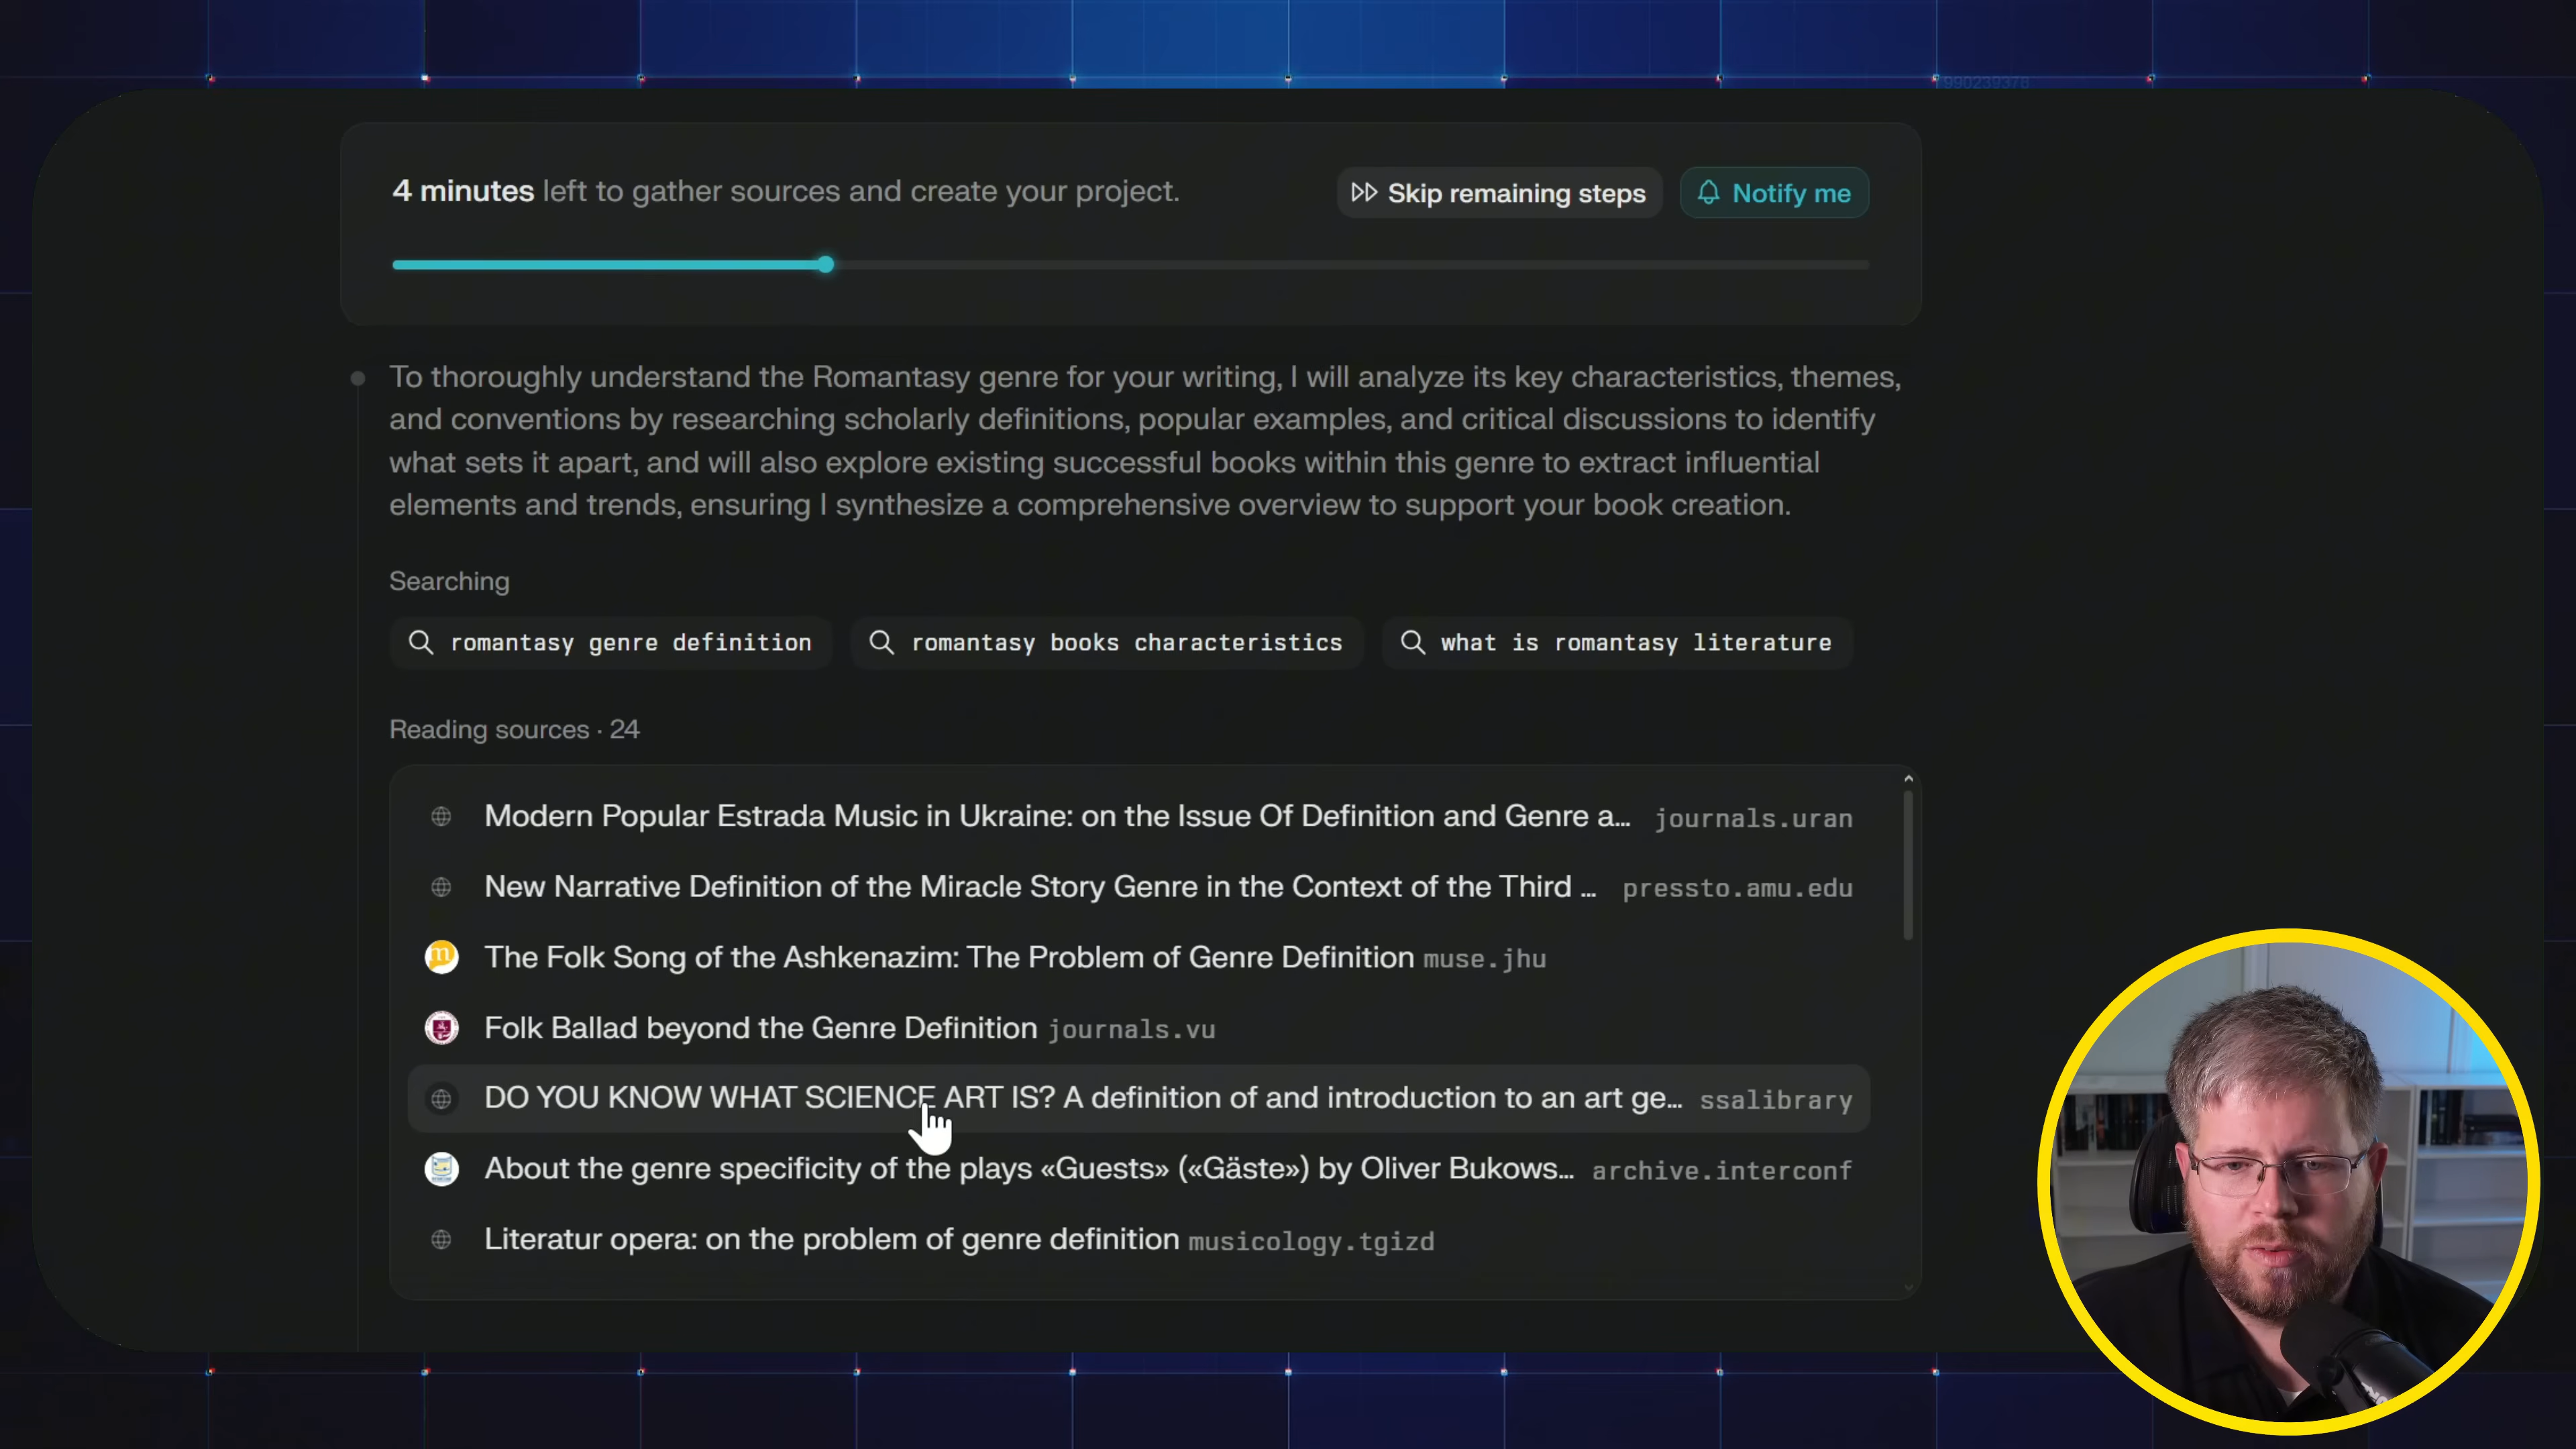 990239378
4 minutes left to gather sources and create your project.
Skip remaining steps
Notify me
To thoroughly understand the Romantasy genre for your writing, I will analyze its key characteristics, themes,
and conventions by researching scholarly definitions, popular examples, and critical discussions to identify
what sets it apart, and will also explore existing successful books within this genre to extract influential
elements and trends, ensuring I synthesize a comprehensive overview to support your book creation.
Searching
romantasy genre definition
romantasy books characteristics
what is romantasy literature
Reading sources · 24
Modern Popular Estrada Music in Ukraine: on the Issue Of Definition and Genre a... journals.uran
New Narrative Definition of the Miracle Story Genre in the Context of the Third ... pressto.amu.edu
The Folk Song of the Ashkenazim: The Problem of Genre Definition muse.jhu
Folk Ballad beyond the Genre Definition journals.vu
DO YOU KNOW WHAT SCIENCE ART IS? A definition of and introduction to an art ge... ssalibrary
About the genre specificity of the plays «Guests» («Gäste») by Oliver Bukows... archive.interconf
Literatur opera: on the problem of genre definition musicology.tgizd